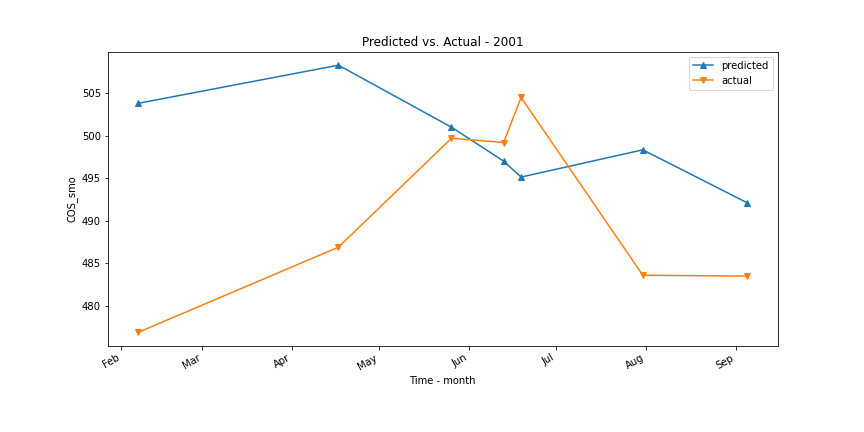 Predicted vs. Actual - 2001
predicted
actual
COS_smo
505
500
495
490
485
480
Feb
Mar
Apr
May
Jun
Jul
Aug
Sep
Time - month